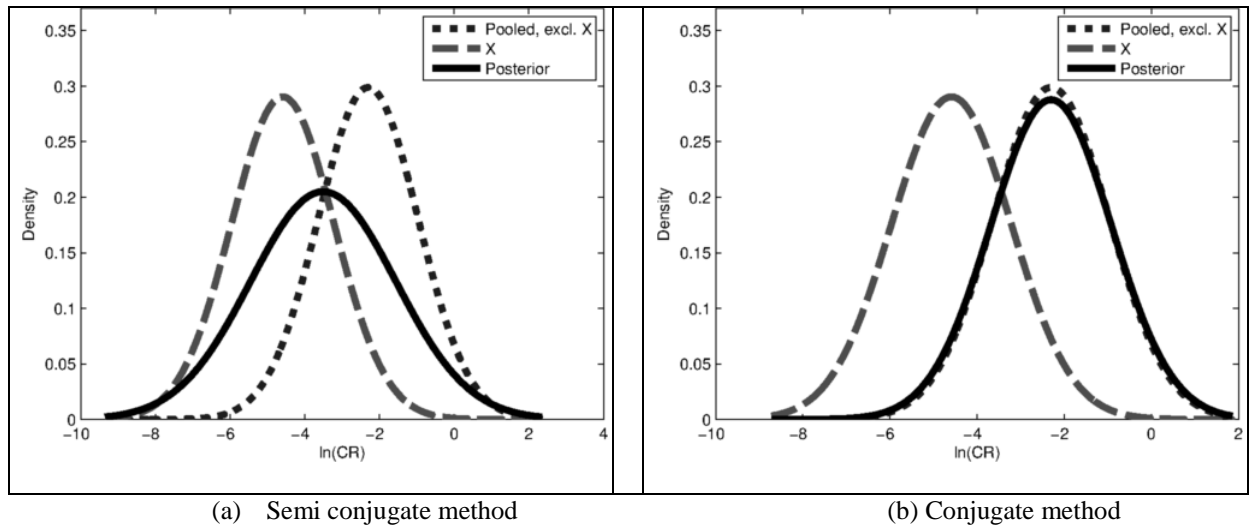 0.35
0.3
0.25
0.2
0.15
0.1
0.05
0
Density
−10
−8
−6
−4
−2
0
2
4
ln(CR)
Pooled, excl. X
X
Posterior
(a) Semi conjugate method
0.35
0.3
0.25
0.2
0.15
0.1
0.05
0
Density
−10
−8
−6
−4
−2
0
2
ln(CR)
Pooled, excl. X
X
Posterior
(b) Conjugate method